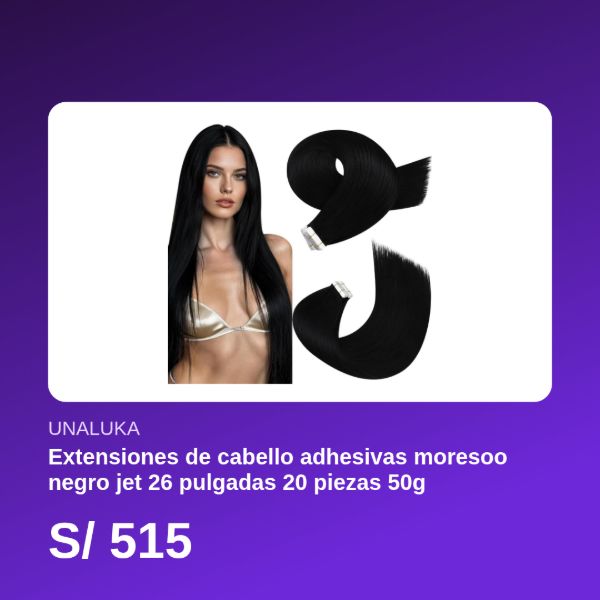 UNALUKA
Extensiones de cabello adhesivas moresoo
negro jet 26 pulgadas 20 piezas 50g
S/ 515